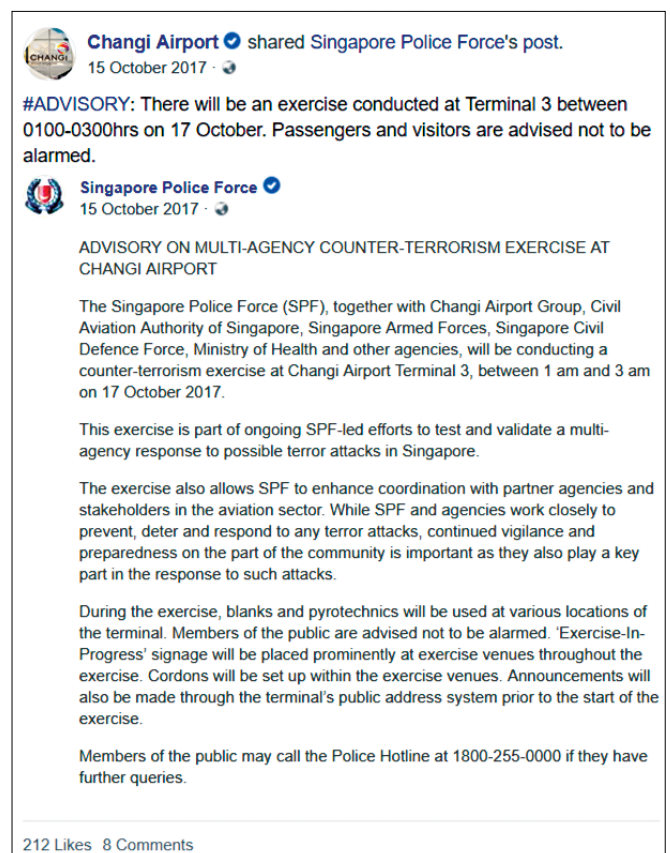 CHANGI
Changi Airport shared Singapore Police Force's post.
15 October 2017 ·
#ADVISORY: There will be an exercise conducted at Terminal 3 between
0100-0300hrs on 17 October. Passengers and visitors are advised not to be
alarmed.
Singapore Police Force
15 October 2017 ·
ADVISORY ON MULTI-AGENCY COUNTER-TERRORISM EXERCISE AT
CHANGI AIRPORT
The Singapore Police Force (SPF), together with Changi Airport Group, Civil
Aviation Authority of Singapore, Singapore Armed Forces, Singapore Civil
Defence Force, Ministry of Health and other agencies, will be conducting a
counter-terrorism exercise at Changi Airport Terminal 3, between 1 am and 3 am
on 17 October 2017.
This exercise is part of ongoing SPF-led efforts to test and validate a multi-
agency response to possible terror attacks in Singapore.
The exercise also allows SPF to enhance coordination with partner agencies and
stakeholders in the aviation sector. While SPF and agencies work closely to
prevent, deter and respond to any terror attacks, continued vigilance and
preparedness on the part of the community is important as they also play a key
part in the response to such attacks.
During the exercise, blanks and pyrotechnics will be used at various locations of
the terminal. Members of the public are advised not to be alarmed. ‘Exercise-In-
Progress’ signage will be placed prominently at exercise venues throughout the
exercise. Cordons will be set up within the exercise venues. Announcements will
also be made through the terminal’s public address system prior to the start of the
exercise.
Members of the public may call the Police Hotline at 1800-255-0000 if they have
further queries.
212 Likes 8 Comments